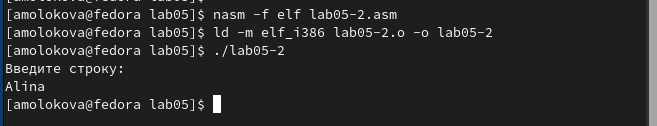 [amolokova@fedora lab05]$ nasm -f elf lab05-2.asm
[amolokova@fedora lab05]$ ld -m elf_i386 lab05-2.o -o lab05-2
[amolokova@fedora lab05]$ ./lab05-2
Введите строку:
Alina
[amolokova@fedora lab05]$